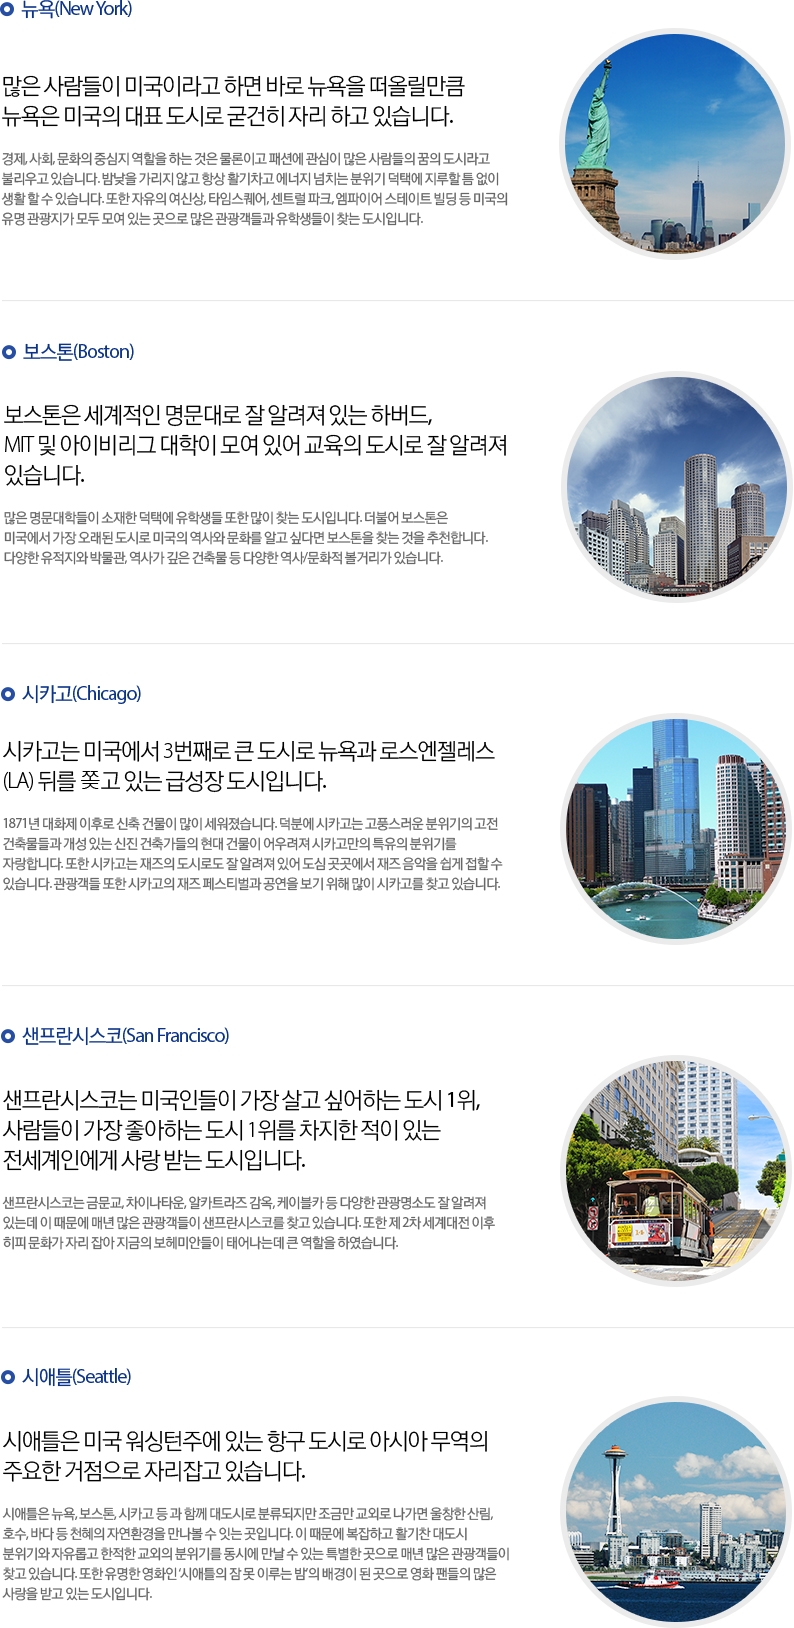 뉴욕(New York)
많은 사람들이 미국이라고 하면 바로 뉴욕을 떠올릴만큼
뉴욕은 미국의 대표 도시로 굳건히 자리 하고 있습니다.
경제, 사회, 문화의 중심지 역할을 하는 것은 물론이고 패션에 관심이 많은 사람들의 꿈의 도시라고
불리우고 있습니다. 밤낮을 가리지 않고 항상 활기차고 에너지 넘치는 분위기 덕택에 지루할 틈 없이
생활 할 수 있습니다. 또한 자유의 여신상, 타임스퀘어, 센트럴 파크, 엠파이어 스테이트 빌딩 등 미국의
유명 관광지가 모두 모여 있는 곳으로 많은 관광객들과 유학생들이 찾는 도시입니다.
보스톤(Boston)
보스톤은 세계적인 명문대로 잘 알려져 있는 하버드,
MIT 및 아이비리그 대학이 모여 있어 교육의 도시로 잘 알려져
있습니다.
많은 명문대학들이 소재한 덕택에 유학생들 또한 많이 찾는 도시입니다. 더불어 보스톤은
미국에서 가장 오래된 도시로 미국의 역사와 문화를 알고 싶다면 보스톤을 찾는 것을 추천합니다.
다양한 유적지와 박물관, 역사가 깊은 건축물 등 다양한 역사/문화적 볼거리가 있습니다.
시카고(Chicago)
시카고는 미국에서 3번째로 큰 도시로 뉴욕과 로스엔젤레스
(LA) 뒤를 쫒고 있는 급성장 도시입니다.
1871년 대화제 이후로 신축 건물이 많이 세워졌습니다. 덕분에 시카고는 고풍스러운 분위기의 고전
건축물들과 개성 있는 신진 건축가들의 현대 건물이 어우려져 시카고만의 특유의 분위기를
자랑합니다. 또한 시카고는 재즈의 도시로도 잘 알려져 있어 도심 곳곳에서 재즈 음악을 쉽게 접할 수
있습니다. 관광객들 또한 시카고의 재즈 페스티벌과 공연을 보기 위해 많이 시카고를 찾고 있습니다.
샌프란시스코(San Francisco)
샌프란시스코는 미국인들이 가장 살고 싶어하는 도시 1위,
사람들이 가장 좋아하는 도시 1위를 차지한 적이 있는
전세계인에게 사랑 받는 도시입니다.
샌프란시스코는 금문교, 차이나타운, 알카트라즈 감옥, 케이블카 등 다양한 관광명소도 잘 알려져
있는데 이 때문에 매년 많은 관광객들이 샌프란시스코를 찾고 있습니다. 또한 제 2차 세계대전 이후
히피 문화가 자리 잡아 지금의 보헤미안들이 태어나는데 큰 역할을 하였습니다.
시애틀(Seattle)
시애틀은 미국 워싱턴주에 있는 항구 도시로 아시아 무역의
주요한 거점으로 자리잡고 있습니다.
시애틀은 뉴욕, 보스톤, 시카고 등 과 함께 대도시로 분류되지만 조금만 교외로 나가면 울창한 산림,
호수, 바다 등 천혜의 자연환경을 만나볼 수 잇는 곳입니다. 이 때문에 복잡하고 활기찬 대도시
분위기와 자유롭고 한적한 교외의 분위기를 동시에 만날 수 있는 특별한 곳으로 매년 많은 관광객들이
찾고 있습니다. 또한 유명한 영화인 '시애틀의 잠 못 이루는 밤'의 배경이 된 곳으로 영화 팬들의 많은
사랑을 받고 있는 도시입니다.